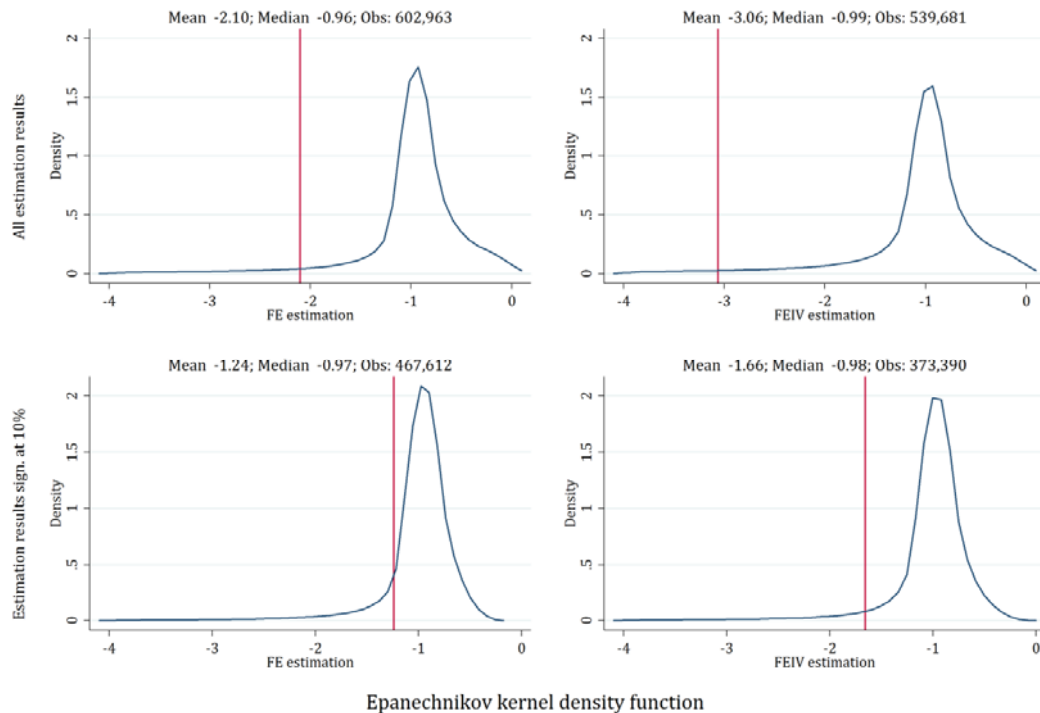 Mean -2.10; Median -0.96; Obs: 602,963
Mean -3.06; Median -0.99; Obs: 539,681
All estimation results
Density
0 .5 1 1.5 2
-4 -3 -2 -1 0
FE estimation
Density
0 .5 1 1.5 2
-4 -3 -2 -1 0
FEIV estimation
Mean -1.24; Median -0.97; Obs: 467,612
Mean -1.66; Median -0.98; Obs: 373,390
Estimation results sign. at 10%
Density
0 .5 1 1.5 2
-4 -3 -2 -1 0
FE estimation
Density
0 .5 1 1.5 2
-4 -3 -2 -1 0
FEIV estimation
Epanechnikov kernel density function